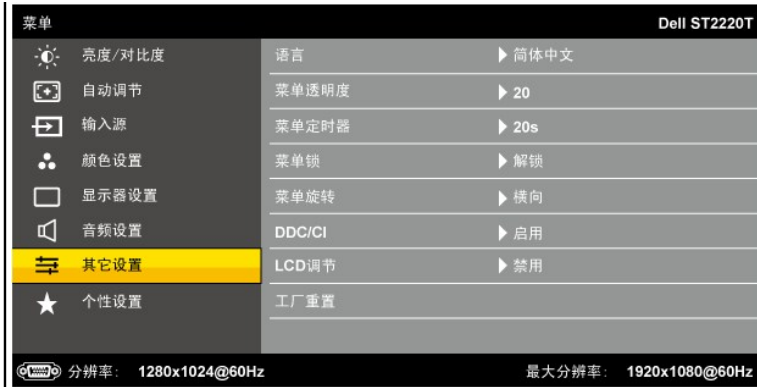 菜单 Dell ST2220T
亮度/对比度 语言 简体中文
自动调节 菜单透明度 20
输入源 菜单定时器 20s
颜色设置 菜单锁 解锁
显示器设置 菜单旋转 横向
音频设置 DDC/CI 启用
其它设置 LCD调节 禁用
个性设置 工厂重置
分辨率: 1280x1024@60Hz 最大分辨率: 1920x1080@60Hz